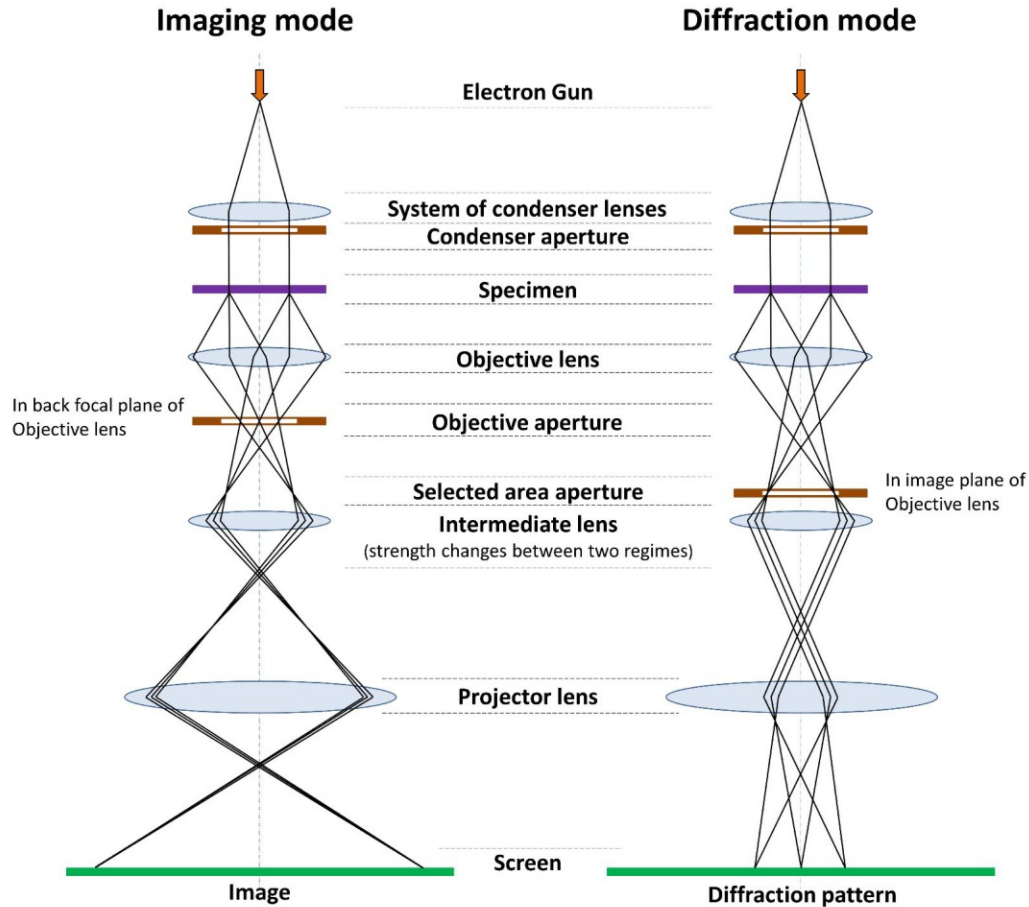 Imaging mode
Diffraction mode
Electron Gun
System of condenser lenses
Condenser aperture
Specimen
Objective lens
In back focal plane of
Objective lens
Objective aperture
Selected area aperture
In image plane of
Objective lens
Intermediate lens
(strength changes between two regimes)
Projector lens
Screen
Image
Diffraction pattern